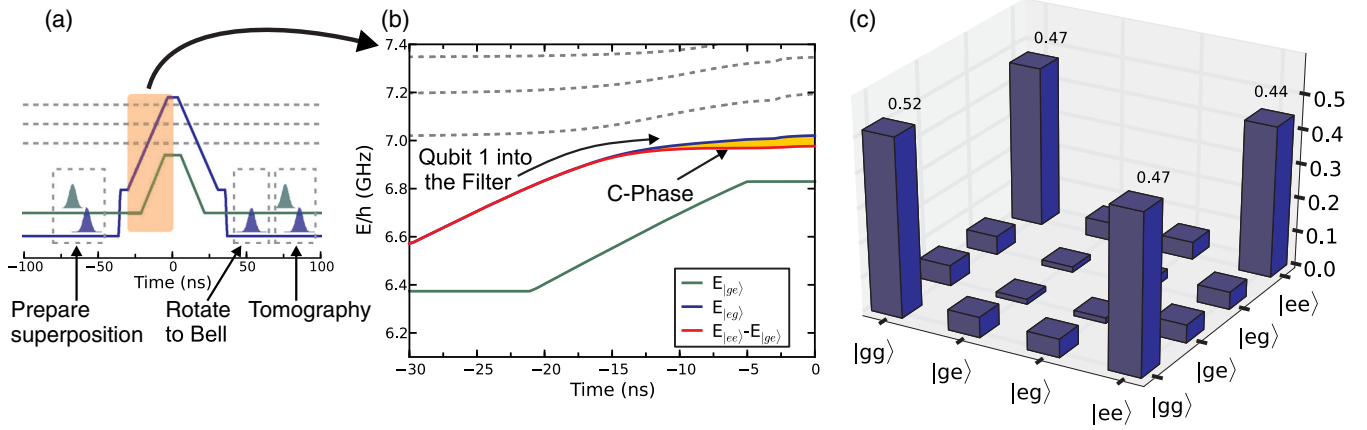 (a)
−100
−50
0
50
100
Time (ns)
Prepare
superposition
Rotate
to Bell
Tomography
(b)
E/h (GHz)
7.4
7.2
7.0
6.8
6.6
6.4
6.2
Qubit 1 into
the Filter
C-Phase
E|ge⟩
E|eg⟩
E|ee⟩-E|ge⟩
−30
−25
−20
−15
−10
−5
0
Time (ns)
(c)
0.47
0.52
0.44
0.47
0.5
0.4
0.3
0.2
0.1
0.0
|gg⟩
|ge⟩
|eg⟩
|ee⟩
|gg⟩
|ge⟩
|eg⟩
|ee⟩